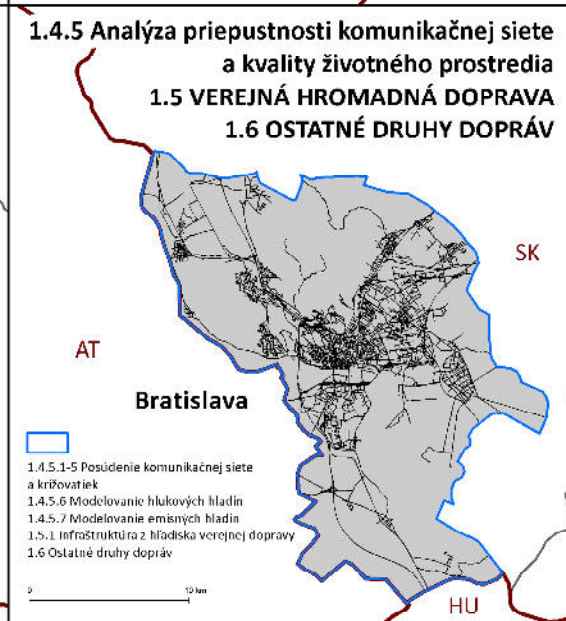 1.4.5 Analýza priepustnosti komunikačnej siete
a kvality životného prostredia
1.5 VEREJNÁ HROMADNÁ DOPRAVA
1.6 OSTATNÉ DRUHY DOPRÁV
SK
AT
Bratislava
1.4.5.1-5 Posúdenie komunikačnej siete
a križovatiek
1.4.5.6 Modelovanie hlukových hladín
1.4.5.7 Modelovanie emisných hladín
1.5.1 Infraštruktúra z hľadiska verejnej dopravy
1.6 Ostatné druhy dopráv
0 10 km
HU